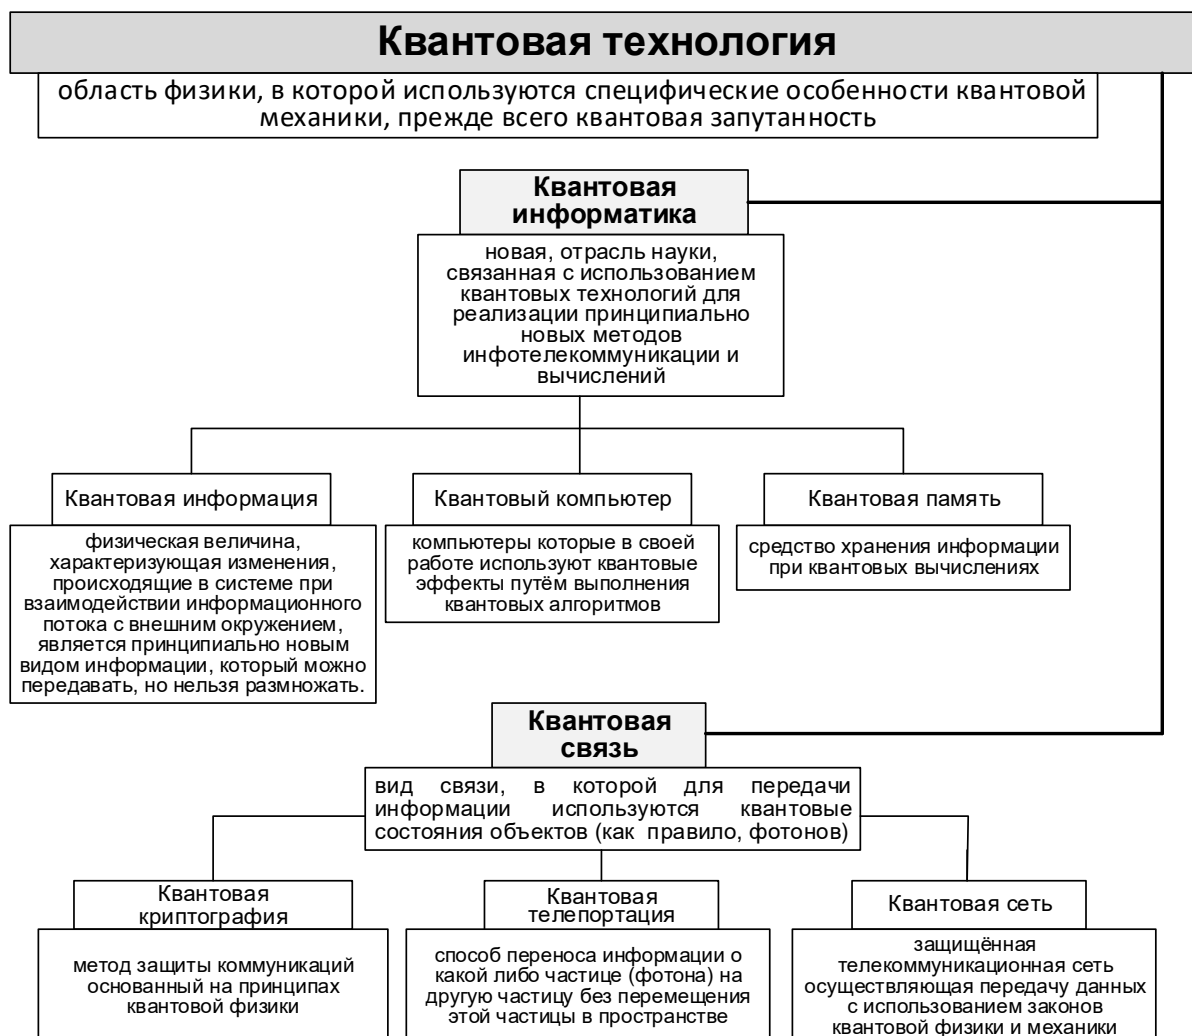 Квантовая технология
область физики, в которой используются специфические особенности квантовой
механики, прежде всего квантовая запутанность
Квантовая
информатика
новая, отрасль науки,
связанная с использованием
квантовых технологий для
реализации принципиально
новых методов
инфотелекоммуникации и
вычислений
Квантовая информация
физическая величина,
характеризующая изменения,
происходящие в системе при
взаимодействии информационного
потока с внешним окружением,
является принципиально новым
видом информации, который можно
передавать, но нельзя размножать.
Квантовый компьютер
компьютеры которые в своей
работе используют квантовые
эффекты путём выполнения
квантовых алгоритмов
Квантовая память
средство хранения информации
при квантовых вычислениях
Квантовая
связь
вид связи, в которой для передачи
информации используются квантовые
состояния объектов (как правило, фотонов)
Квантовая
криптография
метод защиты коммуникаций
основанный на принципах
квантовой физики
Квантовая
телепортация
способ переноса информации о
какой либо частице (фотона) на
другую частицу без перемещения
этой частицы в пространстве
Квантовая сеть
защищённая
телекоммуникационная сеть
осуществляющая передачу данных
с использованием законов
квантовой физики и механики